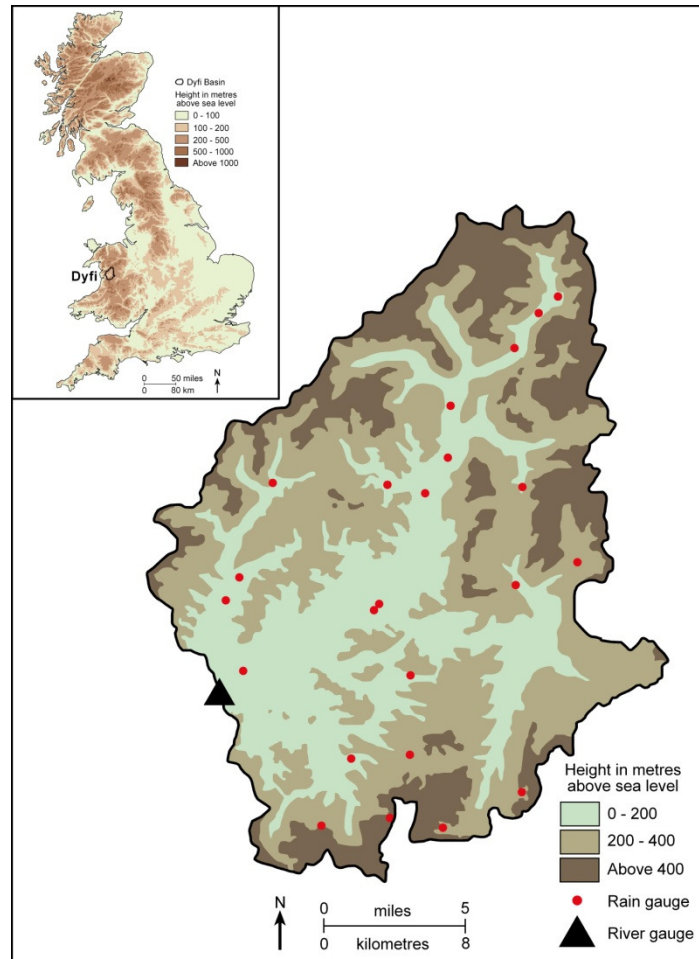 Dyfi Basin
Height in metres
above sea level
0 - 100
100 - 200
200 - 500
500 - 1000
Above 1000
Dyfi
0 50 miles
0 80 km
N
Height in metres
above sea level
0 - 200
200 - 400
Above 400
Rain gauge
River gauge
N
0 miles 5
0 kilometres 8